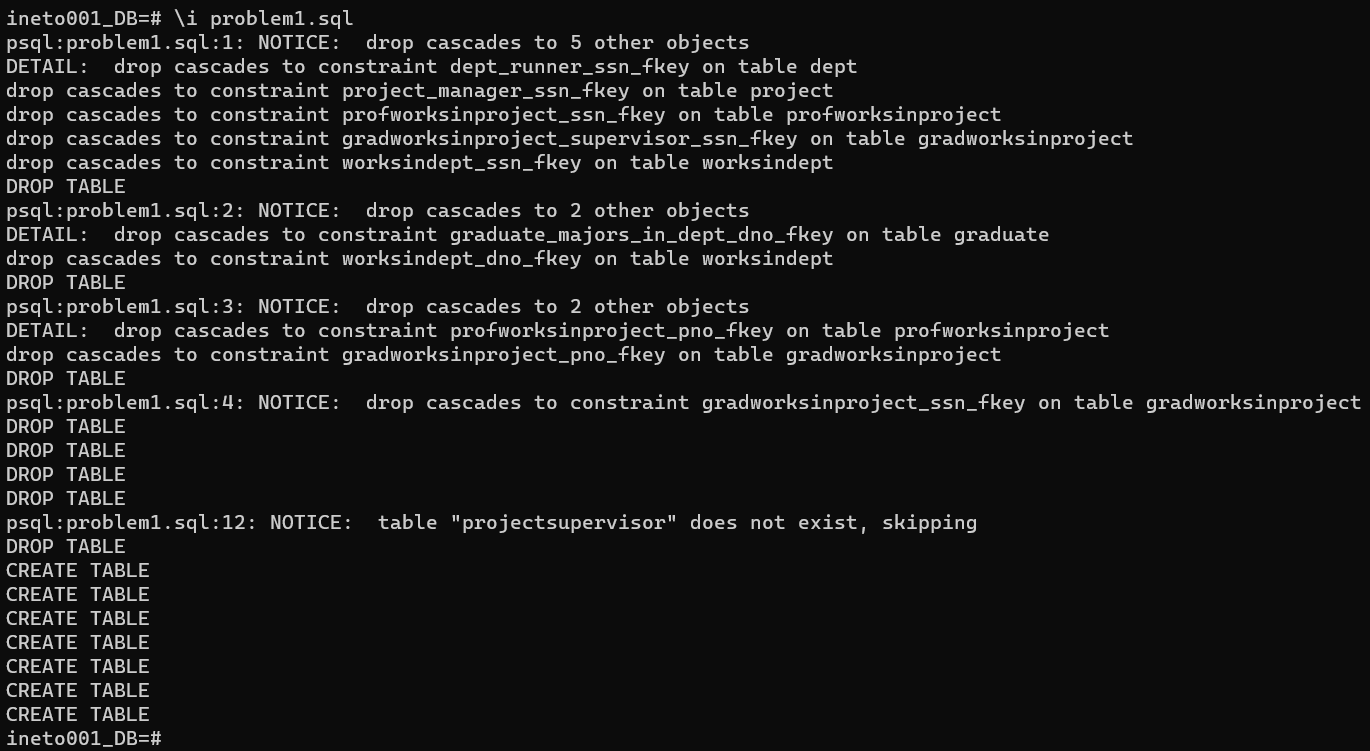 ineto001_DB=# \i problem1.sql
psql:problem1.sql:1: NOTICE:  drop cascades to 5 other objects
DETAIL:  drop cascades to constraint dept_runner_ssn_fkey on table dept
drop cascades to constraint project_manager_ssn_fkey on table project
drop cascades to constraint profworksinproject_ssn_fkey on table profworksinproject
drop cascades to constraint gradworksinproject_supervisor_ssn_fkey on table gradworksinproject
drop cascades to constraint worksindept_ssn_fkey on table worksindept
DROP TABLE
psql:problem1.sql:2: NOTICE:  drop cascades to 2 other objects
DETAIL:  drop cascades to constraint graduate_majors_in_dept_dno_fkey on table graduate
drop cascades to constraint worksindept_dno_fkey on table worksindept
DROP TABLE
psql:problem1.sql:3: NOTICE:  drop cascades to 2 other objects
DETAIL:  drop cascades to constraint profworksinproject_pno_fkey on table profworksinproject
drop cascades to constraint gradworksinproject_pno_fkey on table gradworksinproject
DROP TABLE
psql:problem1.sql:4: NOTICE:  drop cascades to constraint gradworksinproject_ssn_fkey on table gradworksinproject
DROP TABLE
DROP TABLE
DROP TABLE
DROP TABLE
psql:problem1.sql:12: NOTICE:  table "projectsupervisor" does not exist, skipping
DROP TABLE
CREATE TABLE
CREATE TABLE
CREATE TABLE
CREATE TABLE
CREATE TABLE
CREATE TABLE
CREATE TABLE
ineto001_DB=#